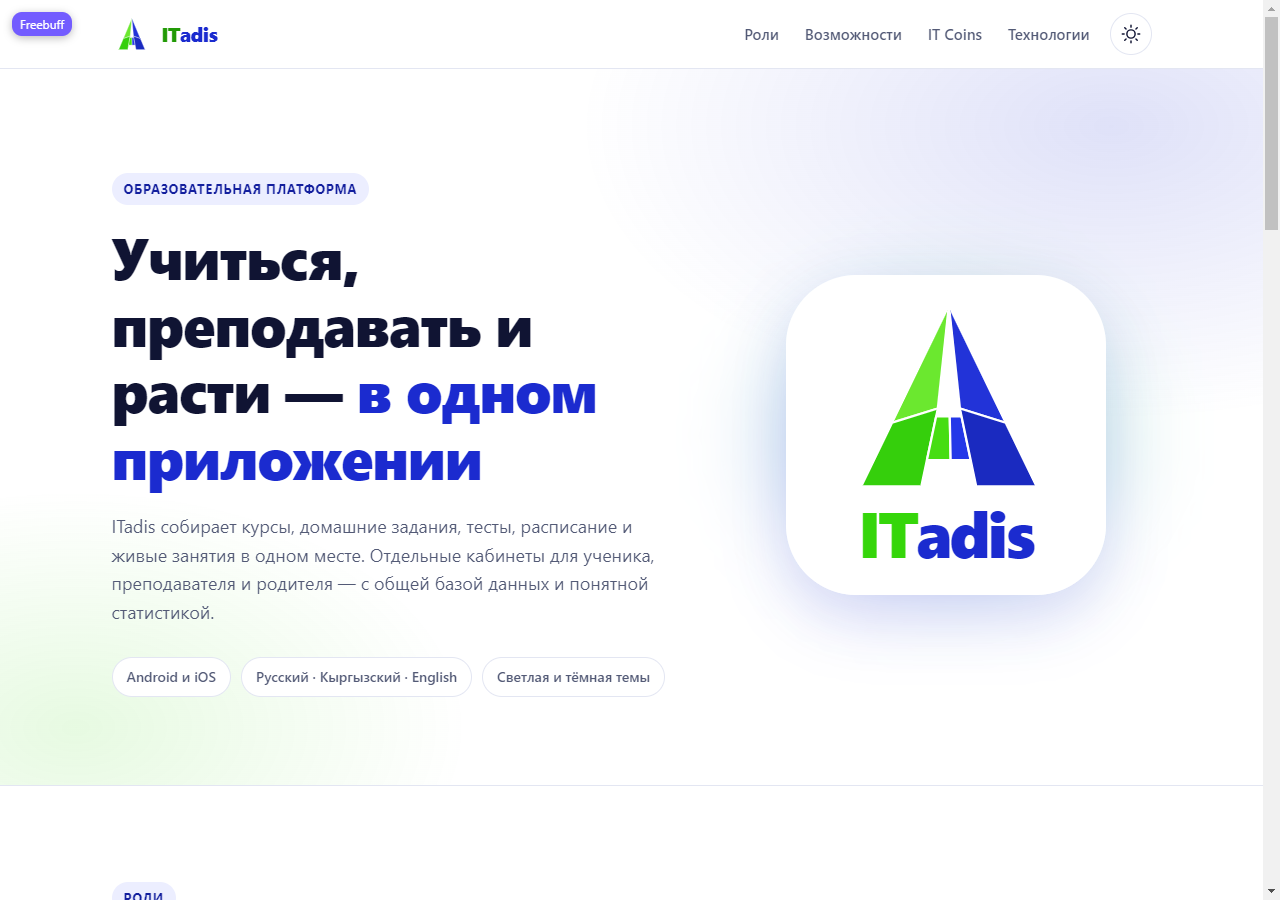 Freebuff
ITadis
Роли
Возможности
IT Coins
Технологии
ОБРАЗОВАТЕЛЬНАЯ ПЛАТФОРМА
Учиться,
преподавать и
расти — в одном
приложении
ITadis собирает курсы, домашние задания, тесты, расписание и
живые занятия в одном месте. Отдельные кабинеты для ученика,
преподавателя и родителя — с общей базой данных и понятной
статистикой.
Android и iOS
Русский · Кыргызский · English
Светлая и тёмная темы
ITadis
РОЛИ